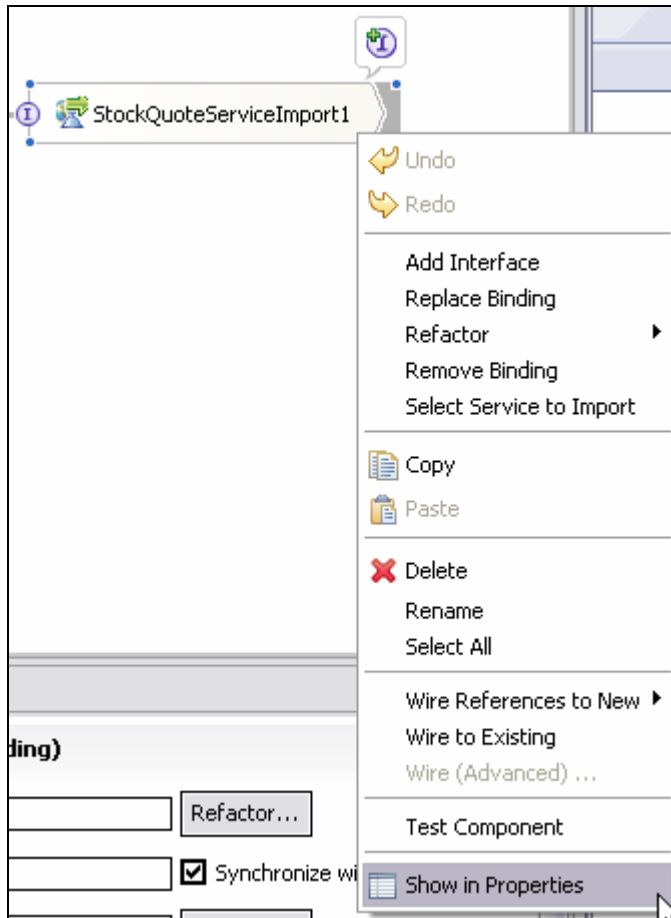 StockQuoteServiceImport1
Undo
Redo
Add Interface
Replace Binding
Refactor
Remove Binding
Select Service to Import
Copy
Paste
Delete
Rename
Select All
Wire References to New
Wire to Existing
Wire (Advanced) ...
Test Component
Show in Properties
ding)
Refactor...
Synchronize wi